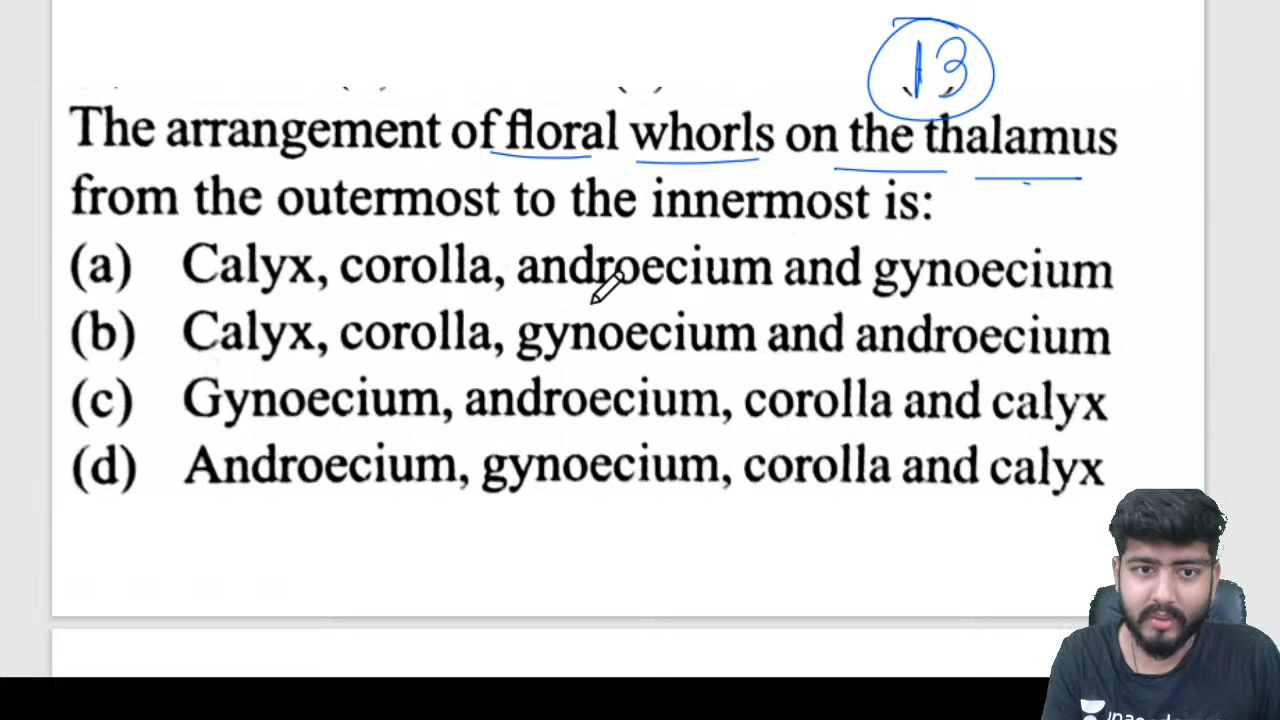 13
The arrangement of floral whorls on the thalamus
from the outermost to the innermost is:
(a) Calyx, corolla, androecium and gynoecium
(b) Calyx, corolla, gynoecium and androecium
(c) Gynoecium, androecium, corolla and calyx
(d) Androecium, gynoecium, corolla and calyx